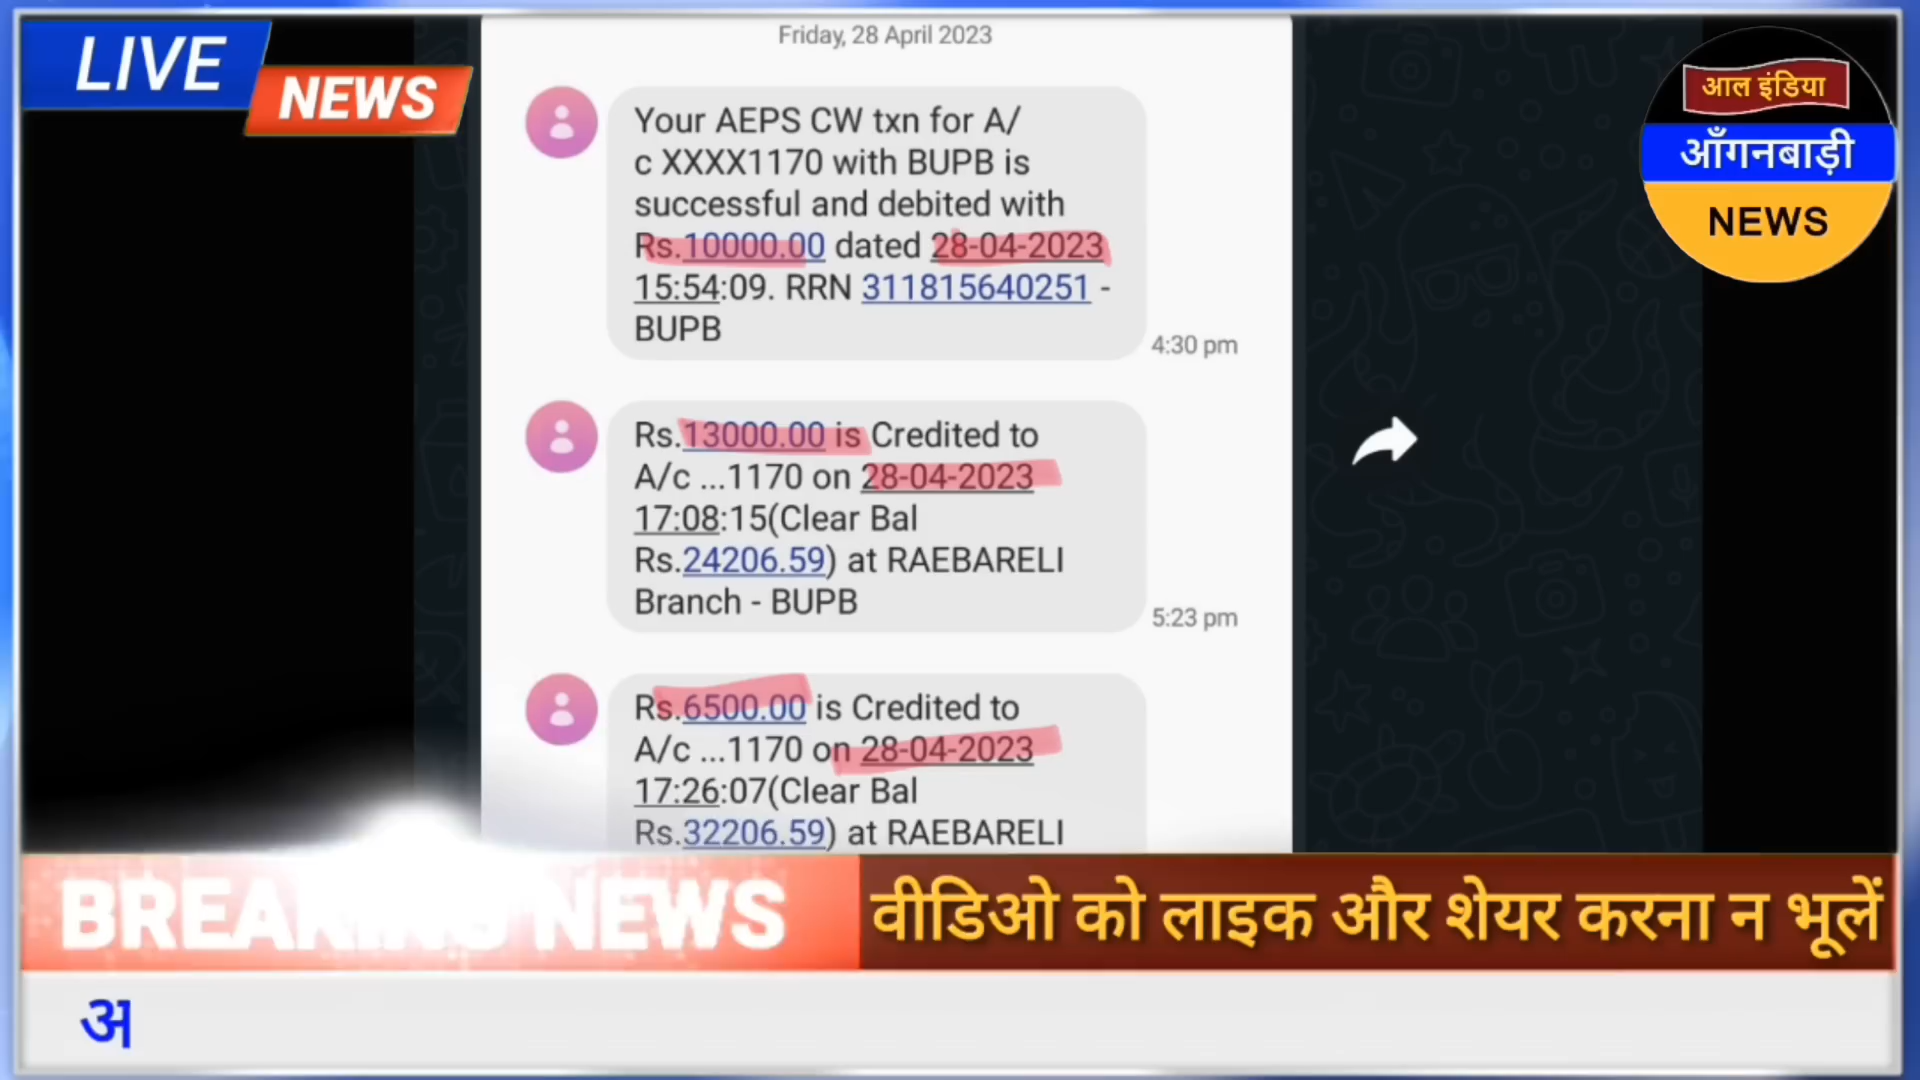 LIVE
NEWS
आल इंडिया
आँगनबाड़ी
NEWS
Friday, 28 April 2023
Your AEPS CW txn for A/
c XXXX1170 with BUPB is
successful and debited with
Rs.10000.00 dated 28-04-2023
15:54:09. RRN 311815640251 -
BUPB
4:30 pm
Rs.13000.00 is Credited to
A/c ...1170 on 28-04-2023
17:08:15(Clear Bal
Rs.24206.59) at RAEBARELI
Branch - BUPB
5:23 pm
Rs.6500.00 is Credited to
A/c ...1170 on 28-04-2023
17:26:07(Clear Bal
Rs.32206.59) at RAEBARELI
BREAKING NEWS
वीडिओ को लाइक और शेयर करना न भूलें
अ